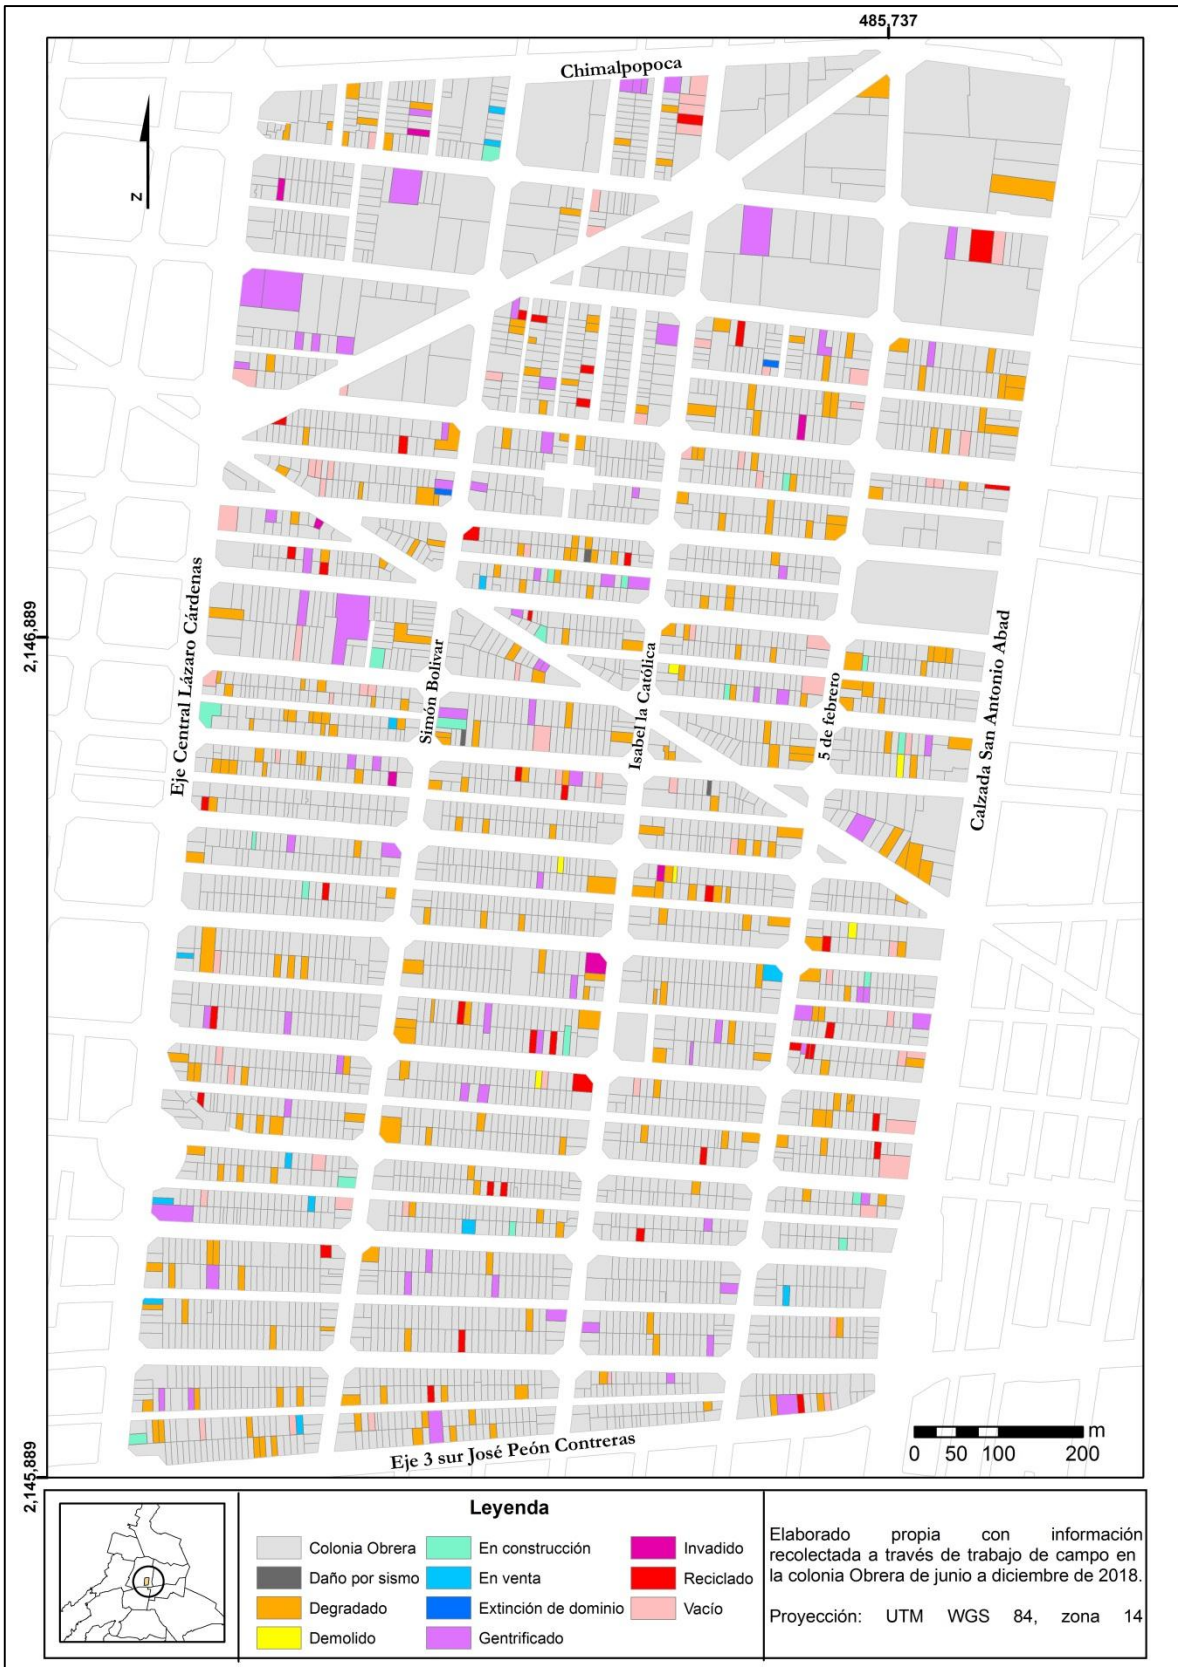 485,737
Chimalpopoca
N
Eje Central Lázaro Cárdenas
2,146,889
Simón Bolivar
Isabel la Católica
5 de febrero
Calzada San Antonio Abad
Eje 3 sur José Peón Contreras
2,145,889
m
0 50 100 200
Leyenda
Colonia Obrera
Daño por sismo
Degradado
Demolido
En construcción
En venta
Extinción de dominio
Gentrificado
Invadido
Reciclado
Vacío
Elaborado propia con información
recolectada a través de trabajo de campo en
la colonia Obrera de junio a diciembre de 2018.
Proyección: UTM WGS 84, zona 14